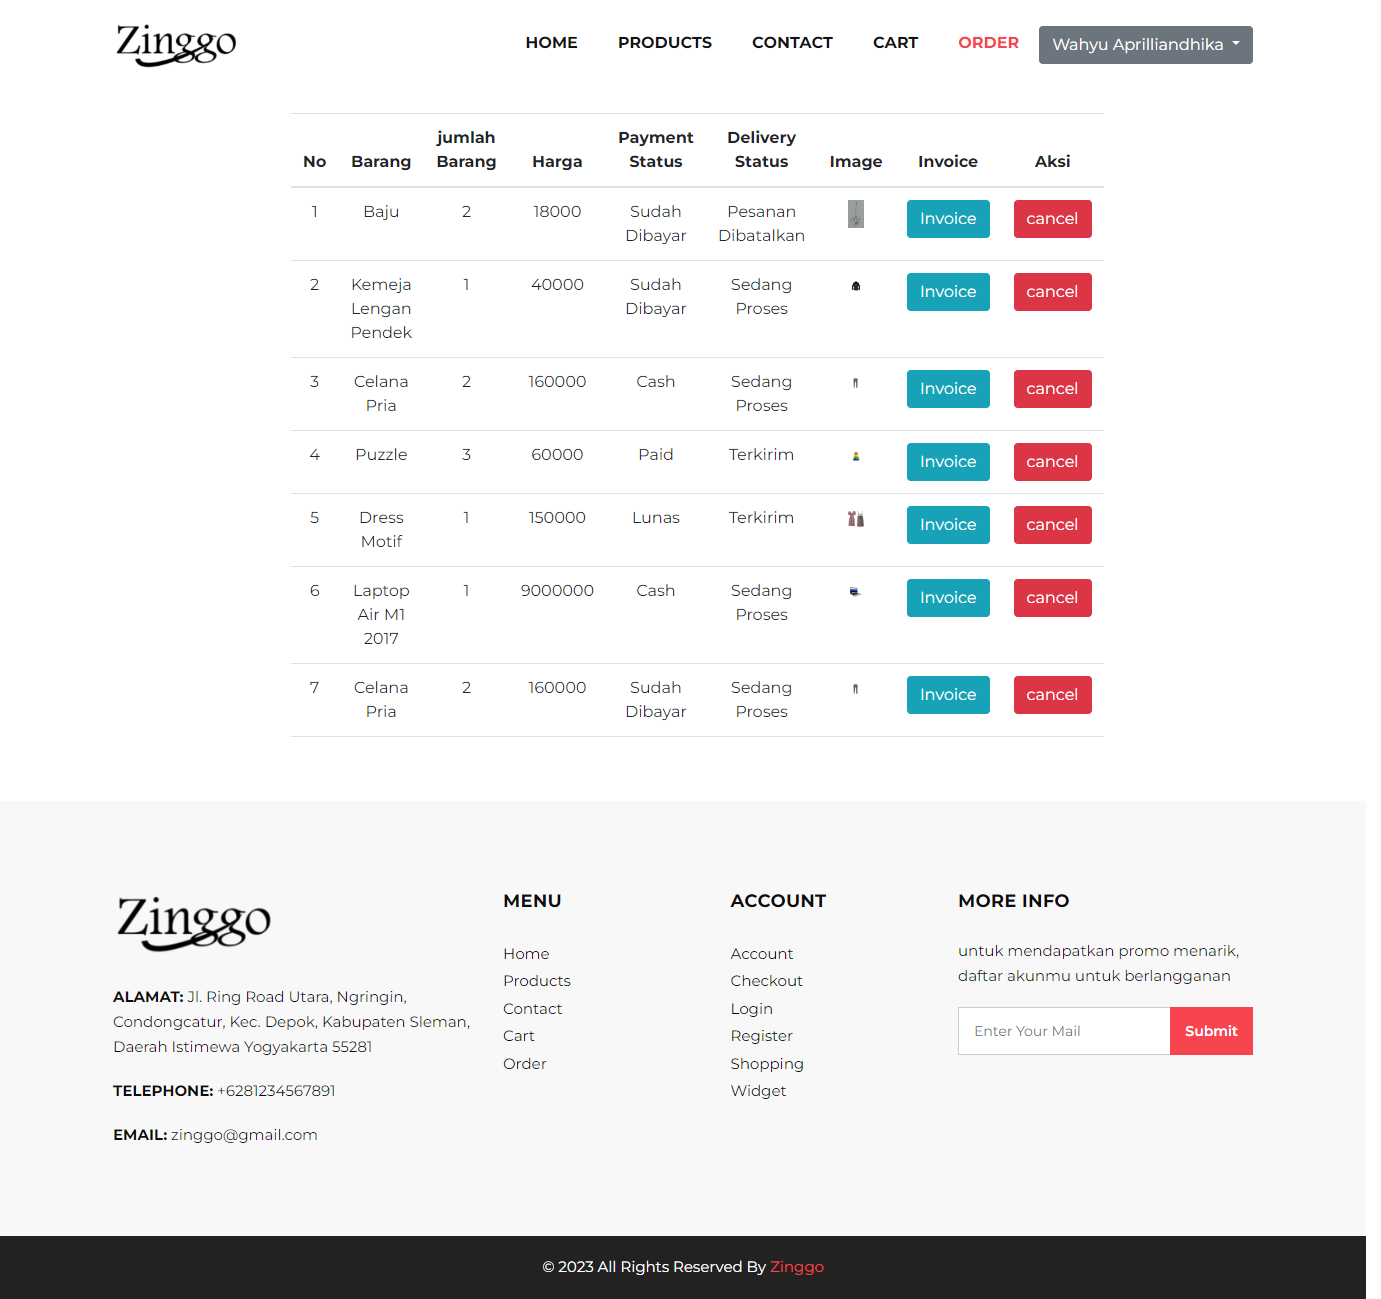 Zinggo
HOME PRODUCTS CONTACT CART ORDER Wahyu Aprilliandhika
No Barang jumlah Barang Harga Payment Status Delivery Status Image Invoice Aksi
1 Baju 2 18000 Sudah Dibayar Pesanan Dibatalkan Invoice cancel
2 Kemeja Lengan Pendek 1 40000 Sudah Dibayar Sedang Proses Invoice cancel
3 Celana Pria 2 160000 Cash Sedang Proses Invoice cancel
4 Puzzle 3 60000 Paid Terkirim Invoice cancel
5 Dress Motif 1 150000 Lunas Terkirim Invoice cancel
6 Laptop Air M1 2017 1 9000000 Cash Sedang Proses Invoice cancel
7 Celana Pria 2 160000 Sudah Dibayar Sedang Proses Invoice cancel
Zinggo
ALAMAT: Jl. Ring Road Utara, Ngringin,
Condongcatur, Kec. Depok, Kabupaten Sleman,
Daerah Istimewa Yogyakarta 55281
TELEPHONE: +6281234567891
EMAIL: zinggo@gmail.com
MENU
Home
Products
Contact
Cart
Order
ACCOUNT
Account
Checkout
Login
Register
Shopping
Widget
MORE INFO
untuk mendapatkan promo menarik,
daftar akunmu untuk berlangganan
Enter Your Mail Submit
© 2023 All Rights Reserved By Zinggo